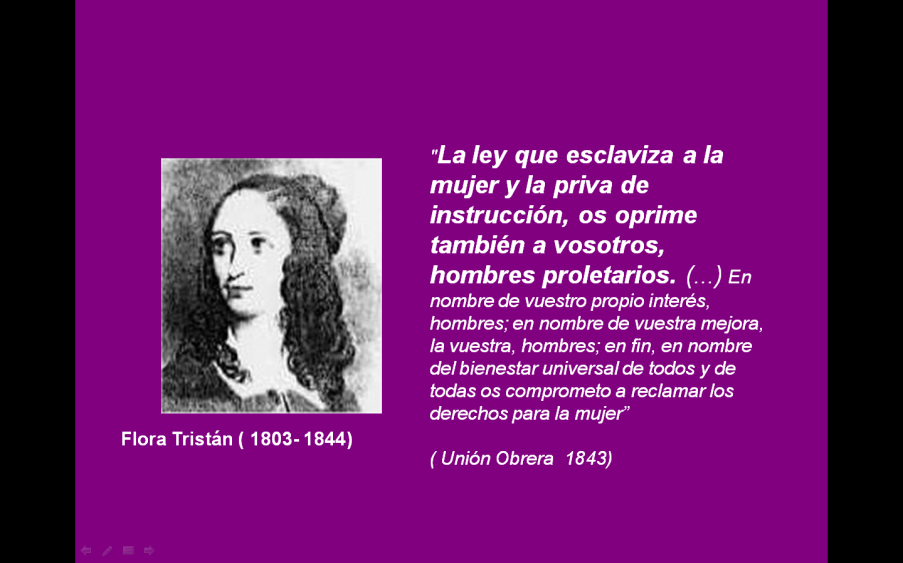 "La ley que esclaviza a la
mujer y la priva de
instrucción, os oprime
también a vosotros,
hombres proletarios. (...) En
nombre de vuestro propio interés,
hombres; en nombre de vuestra mejora,
la vuestra, hombres; en fin, en nombre
del bienestar universal de todos y de
todas os comprometo a reclamar los
derechos para la mujer”
( Unión Obrera 1843)
Flora Tristán ( 1803- 1844)